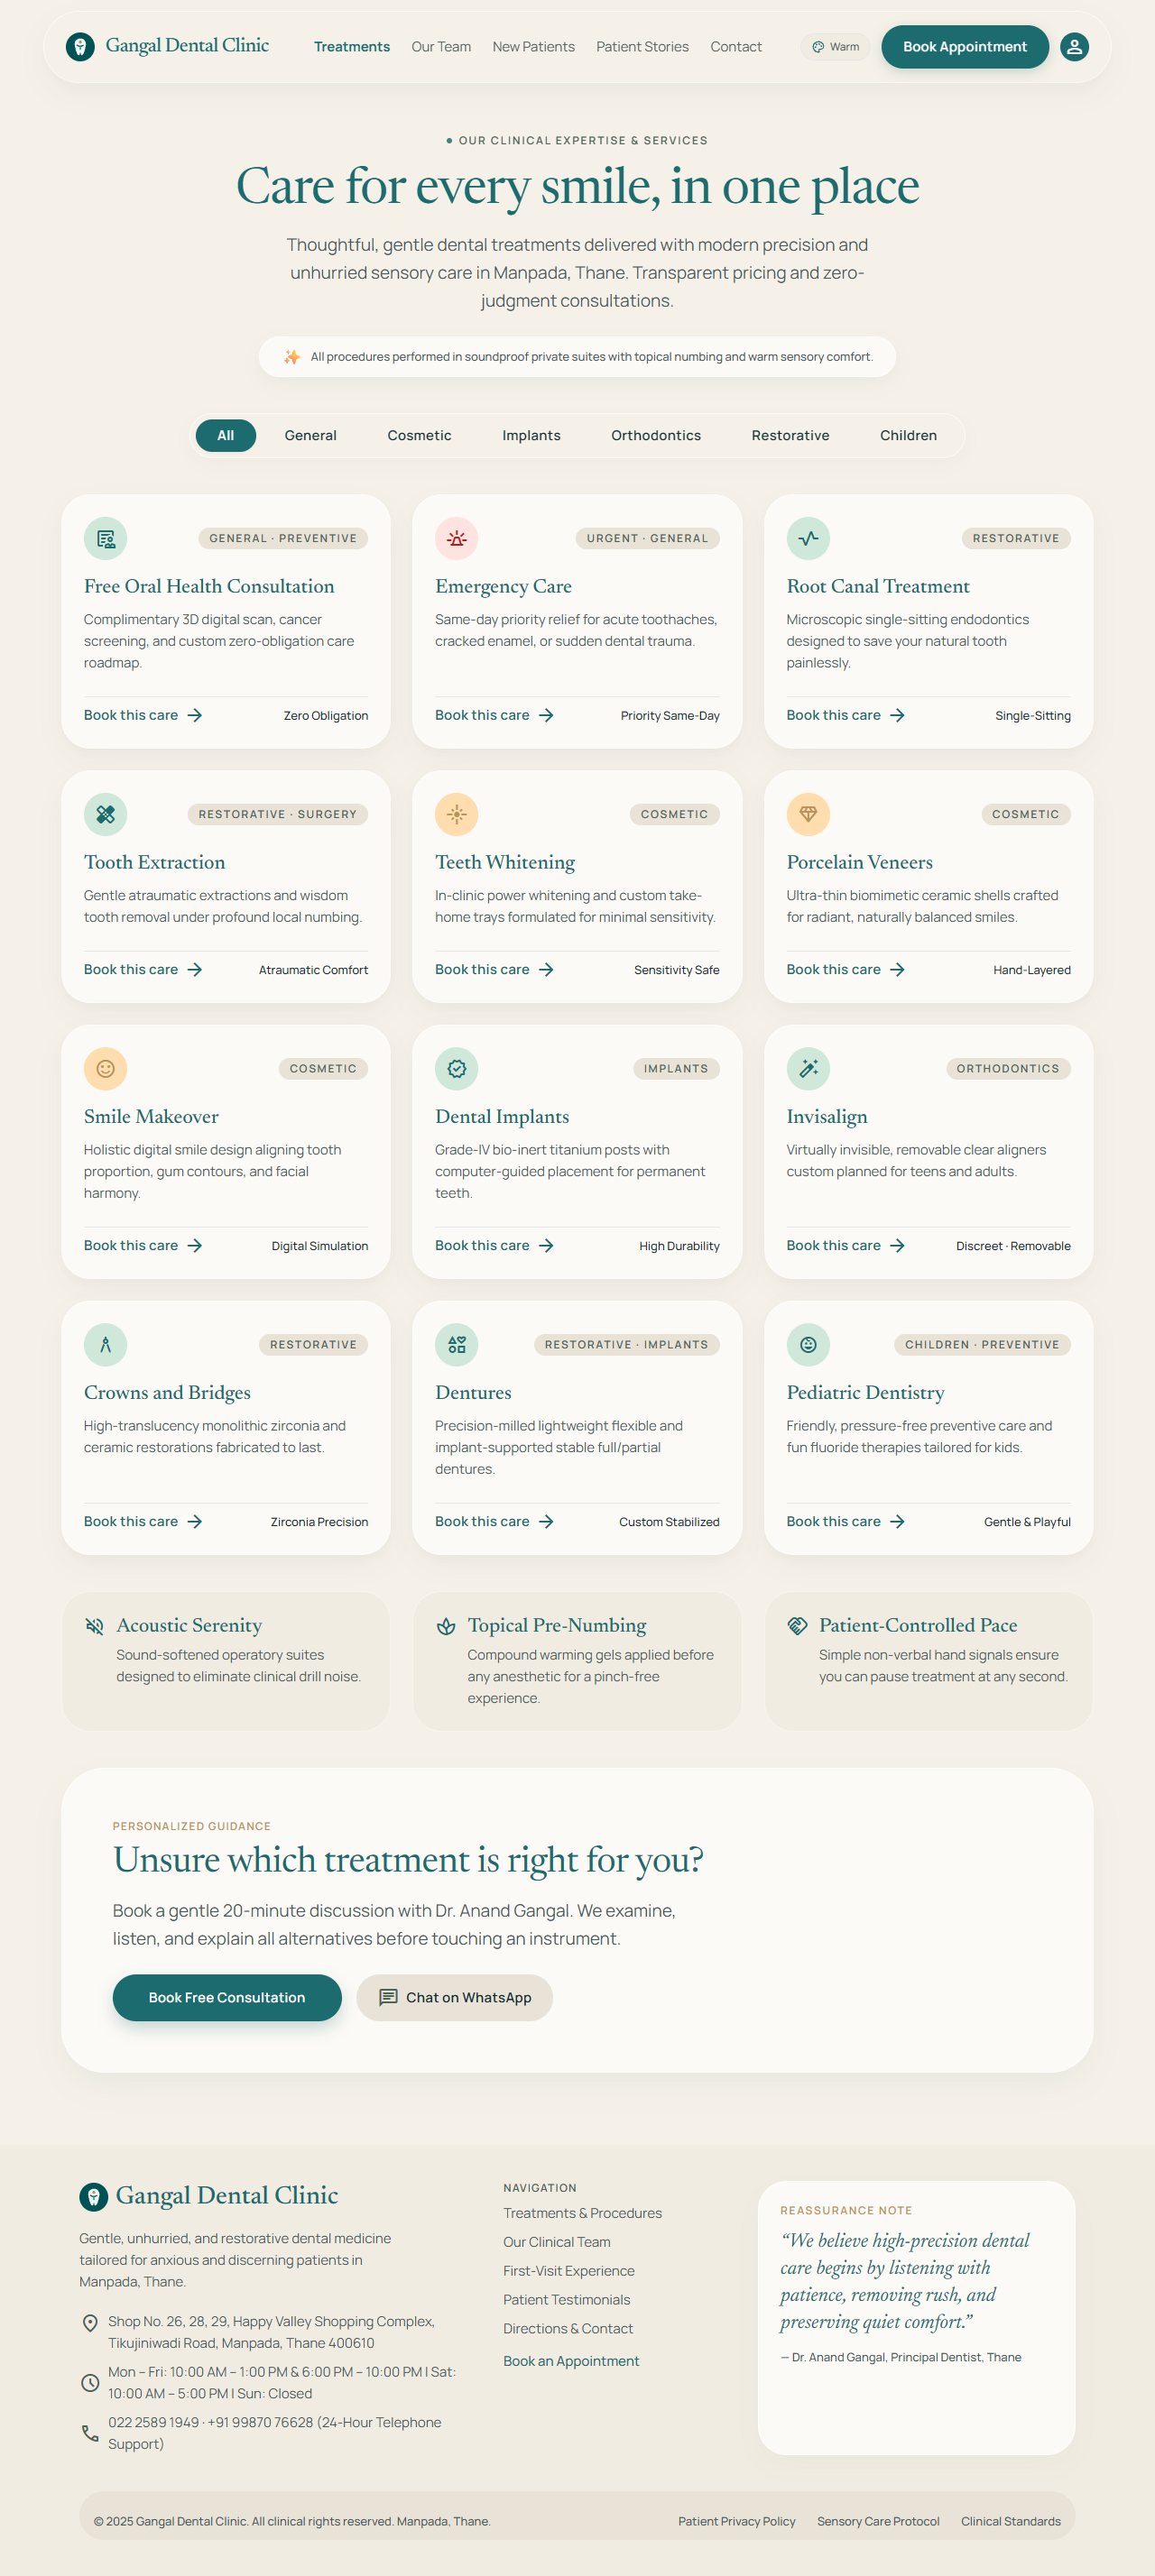 Gangal Dental Clinic
Treatments Our Team New Patients Patient Stories Contact
Warm
Book Appointment
OUR CLINICAL EXPERTISE & SERVICES
Care for every smile, in one place
Thoughtful, gentle dental treatments delivered with modern precision and
unhurried sensory care in Manpada, Thane. Transparent pricing and zero-
judgment consultations.
All procedures performed in soundproof private suites with topical numbing and warm sensory comfort.
All General Cosmetic Implants Orthodontics Restorative Children
GENERAL · PREVENTIVE
Free Oral Health Consultation
Complimentary 3D digital scan, cancer
screening, and custom zero-obligation care
roadmap.
Book this care Zero Obligation
URGENT · GENERAL
Emergency Care
Same-day priority relief for acute toothaches,
cracked enamel, or sudden dental trauma.
Book this care Priority Same-Day
RESTORATIVE
Root Canal Treatment
Microscopic single-sitting endodontics
designed to save your natural tooth
painlessly.
Book this care Single-Sitting
RESTORATIVE · SURGERY
Tooth Extraction
Gentle atraumatic extractions and wisdom
tooth removal under profound local numbing.
Book this care Atraumatic Comfort
COSMETIC
Teeth Whitening
In-clinic power whitening and custom take-
home trays formulated for minimal sensitivity.
Book this care Sensitivity Safe
COSMETIC
Porcelain Veneers
Ultra-thin biomimetic ceramic shells crafted
for radiant, naturally balanced smiles.
Book this care Hand-Layered
COSMETIC
Smile Makeover
Holistic digital smile design aligning tooth
proportion, gum contours, and facial
harmony.
Book this care Digital Simulation
IMPLANTS
Dental Implants
Grade-IV bio-inert titanium posts with
computer-guided placement for permanent
teeth.
Book this care High Durability
ORTHODONTICS
Invisalign
Virtually invisible, removable clear aligners
custom planned for teens and adults.
Book this care Discreet · Removable
RESTORATIVE
Crowns and Bridges
High-translucency monolithic zirconia and
ceramic restorations fabricated to last.
Book this care Zirconia Precision
RESTORATIVE · IMPLANTS
Dentures
Precision-milled lightweight flexible and
implant-supported stable full/partial
dentures.
Book this care Custom Stabilized
CHILDREN · PREVENTIVE
Pediatric Dentistry
Friendly, pressure-free preventive care and
fun fluoride therapies tailored for kids.
Book this care Gentle & Playful
Acoustic Serenity
Sound-softened operatory suites
designed to eliminate clinical drill noise.
Topical Pre-Numbing
Compound warming gels applied before
any anesthetic for a pinch-free
experience.
Patient-Controlled Pace
Simple non-verbal hand signals ensure
you can pause treatment at any second.
PERSONALIZED GUIDANCE
Unsure which treatment is right for you?
Book a gentle 20-minute discussion with Dr. Anand Gangal. We examine,
listen, and explain all alternatives before touching an instrument.
Book Free Consultation
Chat on WhatsApp
Gangal Dental Clinic
Gentle, unhurried, and restorative dental medicine
tailored for anxious and discerning patients in
Manpada, Thane.
Shop No. 26, 28, 29, Happy Valley Shopping Complex,
Tikujiniwadi Road, Manpada, Thane 400610
Mon – Fri: 10:00 AM – 1:00 PM & 6:00 PM – 10:00 PM | Sat:
10:00 AM – 5:00 PM | Sun: Closed
022 2589 1949 · +91 99870 76628 (24-Hour Telephone
Support)
NAVIGATION
Treatments & Procedures
Our Clinical Team
First-Visit Experience
Patient Testimonials
Directions & Contact
Book an Appointment
REASSURANCE NOTE
“We believe high-precision dental
care begins by listening with
patience, removing rush, and
preserving quiet comfort.”
— Dr. Anand Gangal, Principal Dentist, Thane
© 2025 Gangal Dental Clinic. All clinical rights reserved. Manpada, Thane.
Patient Privacy Policy Sensory Care Protocol Clinical Standards